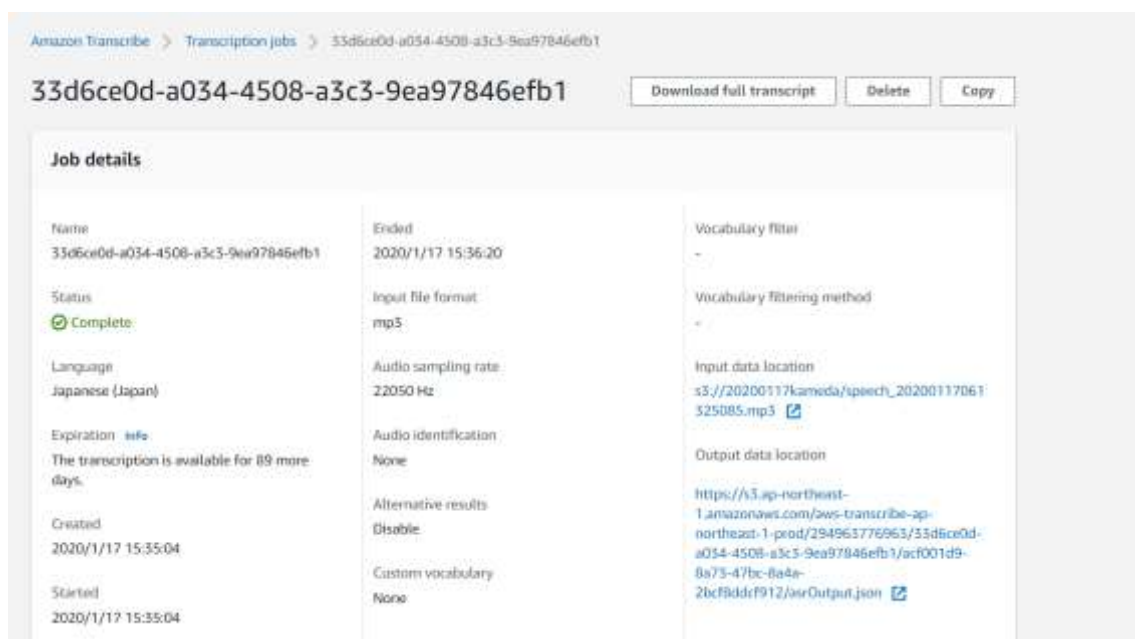 Amazon Transcribe > Transcription jobs > 33d6ce0d-a034-4508-a3c3-9ea97846efb1
33d6ce0d-a034-4508-a3c3-9ea97846efb1
Download full transcript
Delete
Copy
Job details
Name
33d6ce0d-a034-4508-a3c3-9ea97846efb1
Status
Complete
Language
Japanese (Japan)
Expiration Info
The transcription is available for 89 more
days.
Created
2020/1/17 15:35:04
Started
2020/1/17 15:35:04
Ended
2020/1/17 15:36:20
Input file format
mp3
Audio sampling rate
22050 Hz
Audio identification
None
Alternative results
Disable
Custom vocabulary
None
Vocabulary filter
-
Vocabulary filtering method
-
Input data location
s3://20200117kameda/speech_20200117061
325085.mp3
Output data location
https://s3.ap-northeast-
1.amazonaws.com/aws-transcribe-ap-
northeast-1-prod/294963776963/33d6ce0d-
a034-4508-a3c3-9ea97846efb1/acf001d9-
8a73-47bc-8a4a-
2bcf8ddcf912/asrOutput.json